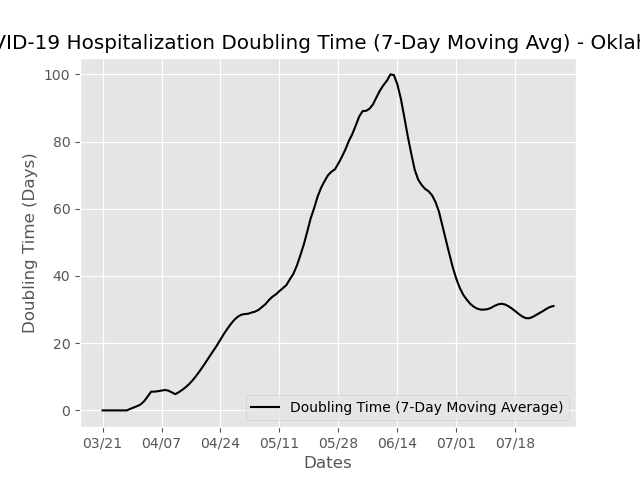 VID-19 Hospitalization Doubling Time (7-Day Moving Avg) - Oklah
100
80
60
40
20
0
Doubling Time (Days)
Doubling Time (7-Day Moving Average)
03/21 04/07 04/24 05/11 05/28 06/14 07/01 07/18
Dates